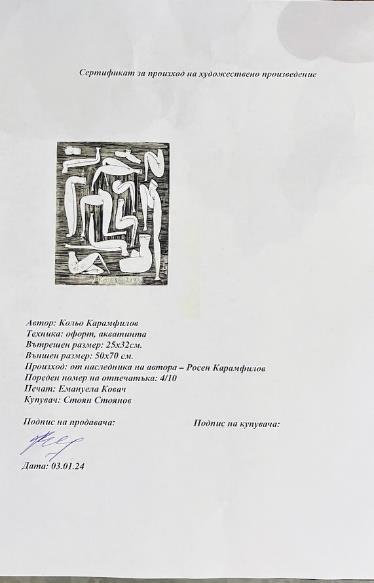 Сертификат за произход на художествено произведение
Автор: Кольо Карамфилов
Техника: офорт, акватинта
Вътрешен размер: 25x32см.
Външен размер: 50x70 см.
Произход: от наследника на автора – Росен Карамфилов
Пореден номер на отпечатъка: 4/10
Печат: Емануела Ковач
Купувач: Стоян Стоянов
Подпис на продавача:
Подпис на купувача:
Дата: 03.01.24